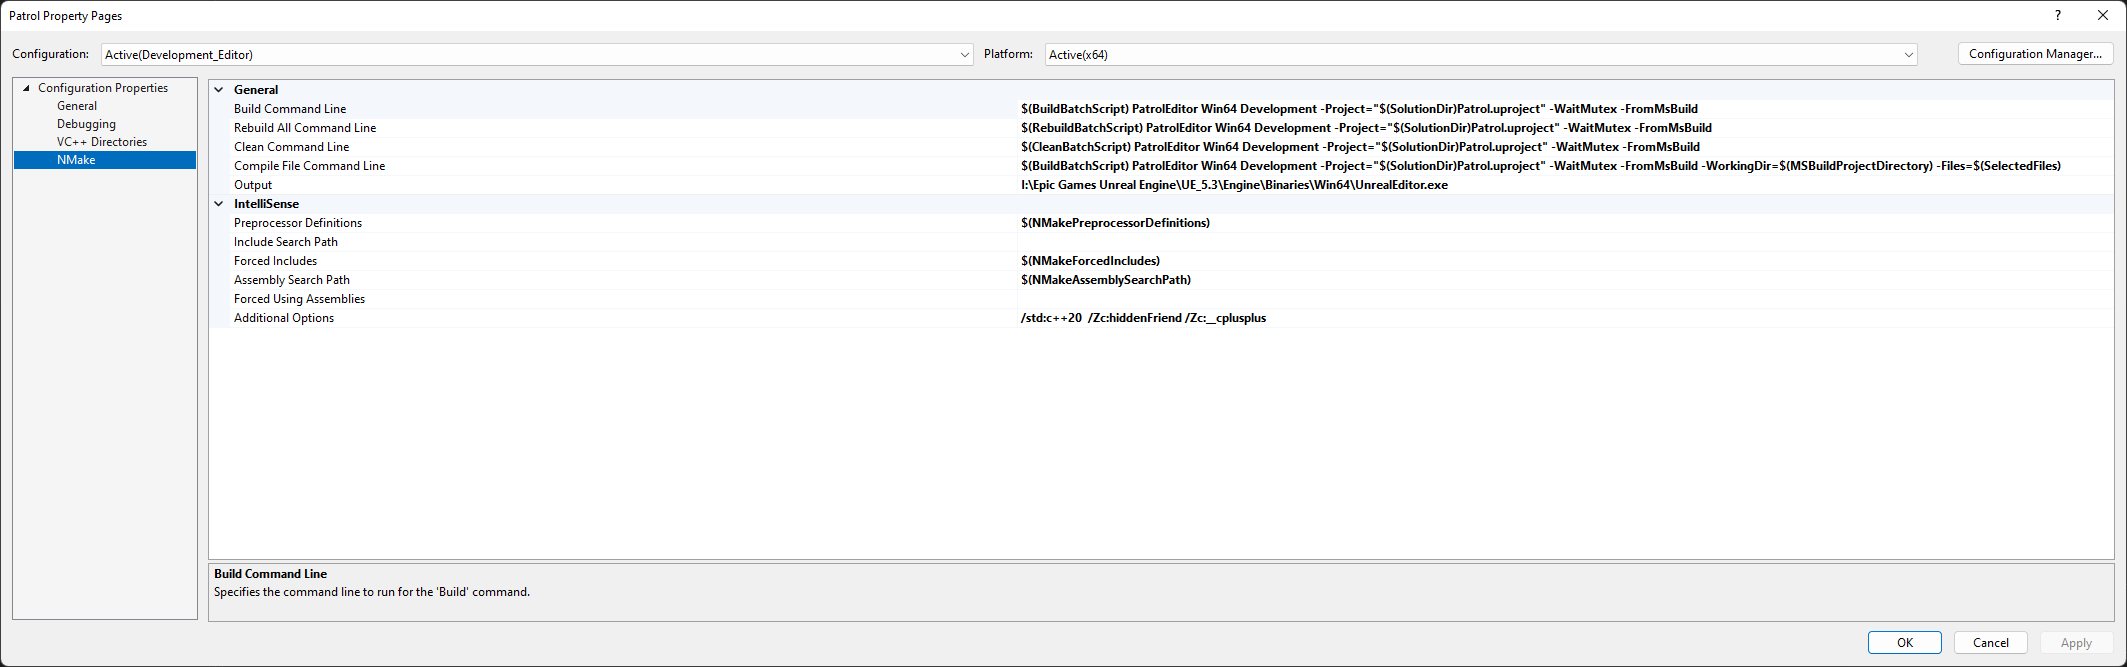 Patrol Property Pages
?
Configuration: Active(Development_Editor) Platform: Active(x64) Configuration Manager...
Configuration Properties
General
Debugging
VC++ Directories
NMake
General
Build Command Line $(BuildBatchScript) PatrolEditor Win64 Development -Project="$(SolutionDir)Patrol.uproject" -WaitMutex -FromMsBuild
Rebuild All Command Line $(RebuildBatchScript) PatrolEditor Win64 Development -Project="$(SolutionDir)Patrol.uproject" -WaitMutex -FromMsBuild
Clean Command Line $(CleanBatchScript) PatrolEditor Win64 Development -Project="$(SolutionDir)Patrol.uproject" -WaitMutex -FromMsBuild
Compile File Command Line $(BuildBatchScript) PatrolEditor Win64 Development -Project="$(SolutionDir)Patrol.uproject" -WaitMutex -FromMsBuild -WorkingDir=$(MSBuildProjectDirectory) -Files=$(SelectedFiles)
Output I:\Epic Games Unreal Engine\UE_5.3\Engine\Binaries\Win64\UnrealEditor.exe
IntelliSense
Preprocessor Definitions $(NMakePreprocessorDefinitions)
Include Search Path
Forced Includes $(NMakeForcedIncludes)
Assembly Search Path $(NMakeAssemblySearchPath)
Forced Using Assemblies
Additional Options /std:c++20 /Zc:hiddenFriend /Zc:__cplusplus
Build Command Line
Specifies the command line to run for the 'Build' command.
OK Cancel Apply